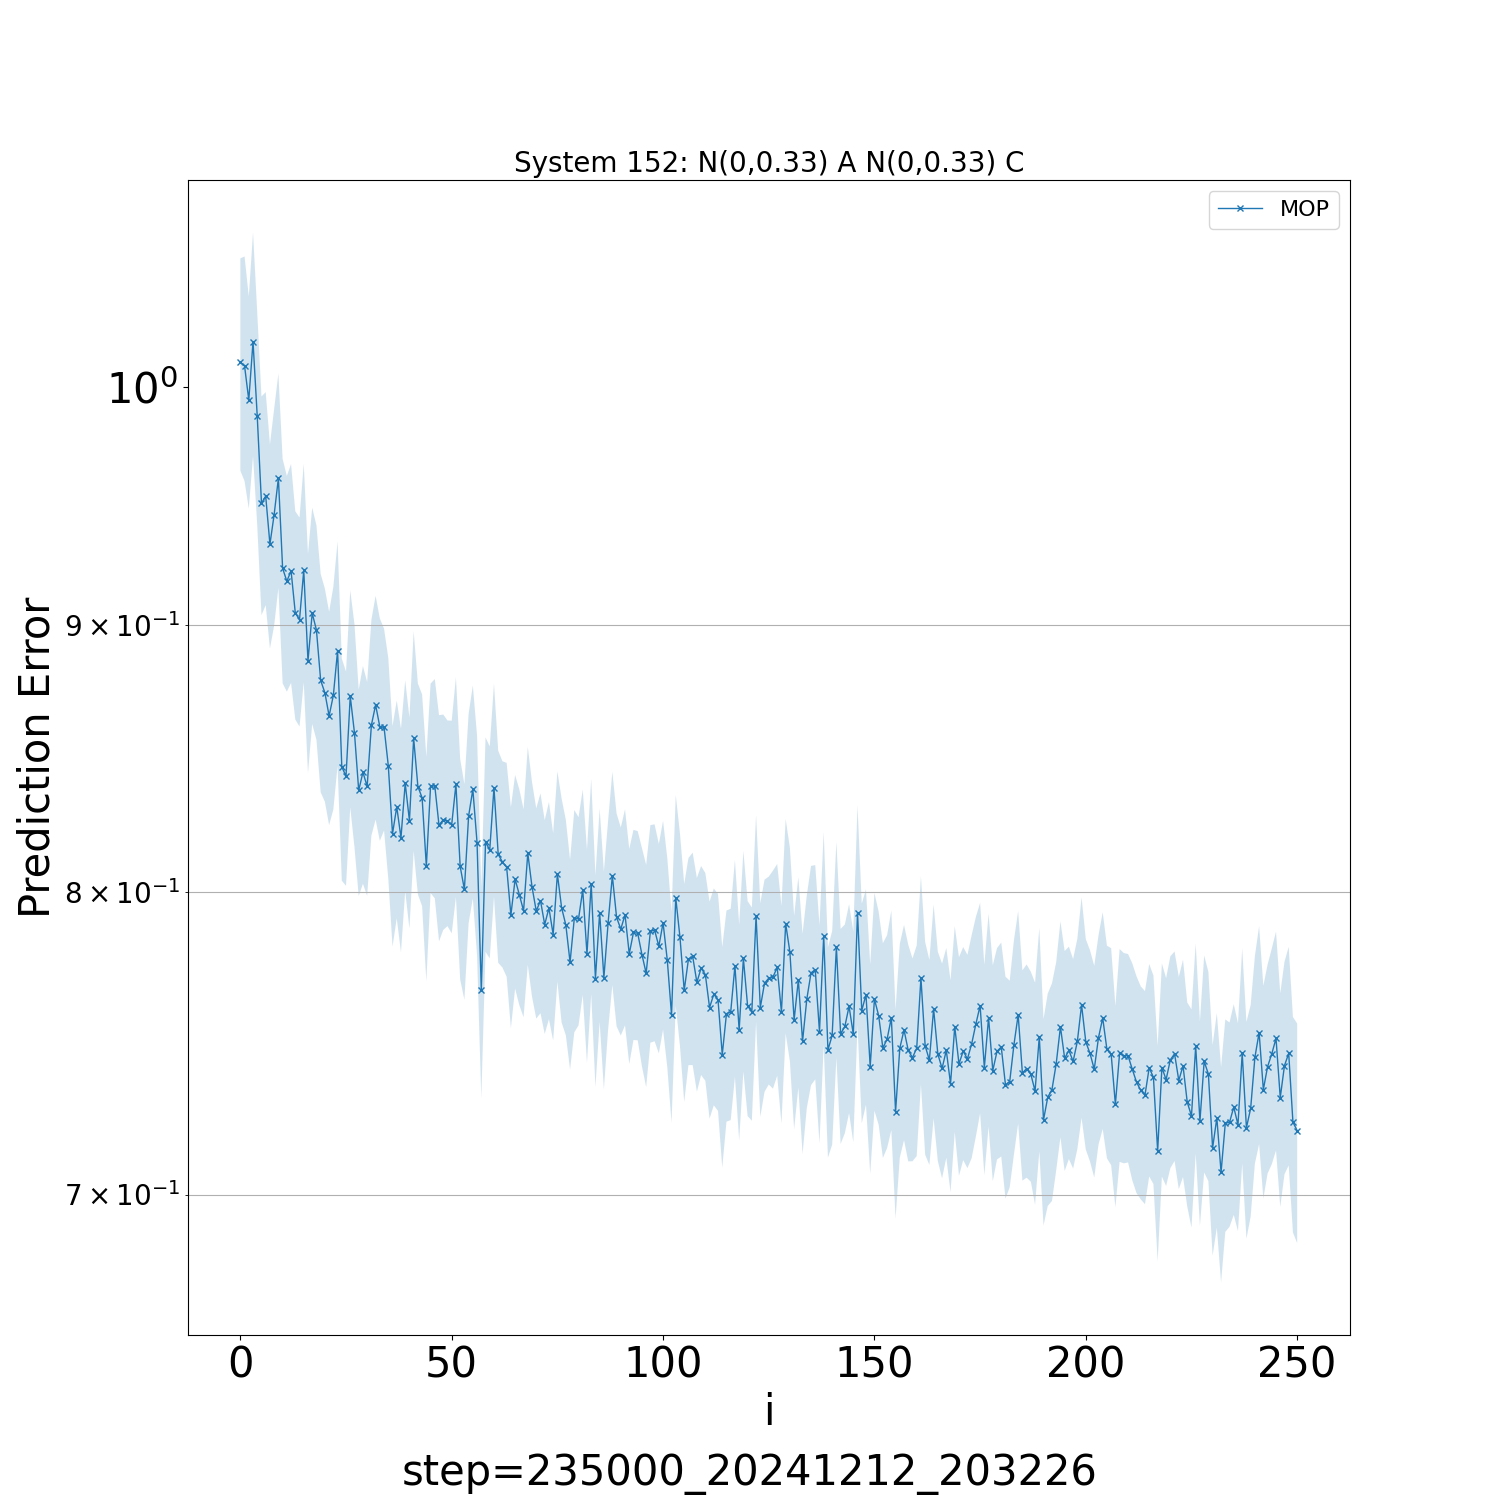 System 152: N(0,0.33) A N(0,0.33) C
MOP
10⁰
9 × 10⁻¹
8 × 10⁻¹
7 × 10⁻¹
Prediction Error
0 50 100 150 200 250
i
step=235000_20241212_203226